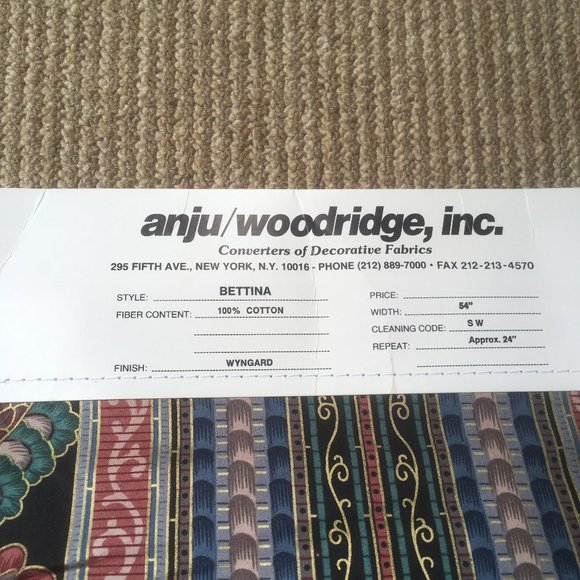 anju/woodridge, inc.
Converters of Decorative Fabrics
295 FIFTH AVE., NEW YORK, N.Y. 10016 - PHONE (212) 889-7000 • FAX 212-213-4570
STYLE: BETTINA
FIBER CONTENT: 100% COTTON
FINISH: WYNGARD
PRICE:
WIDTH: 54"
CLEANING CODE: S W
REPEAT: Approx. 24"